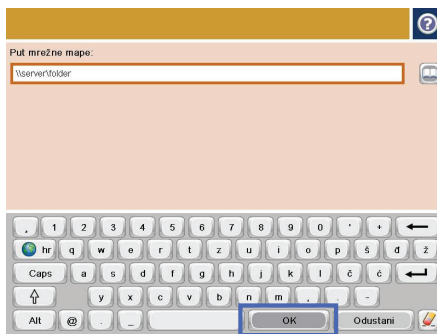 ?
Put mrežne mape:
\\server\folder
¸ 1 2 3 4 5 6 7 8 9 0 ' +
hr q w e r t z u i o p š đ ž
Caps a s d f g h j k l č ć
y x c v b n m , . -
Alt @ . _ OK Odustani